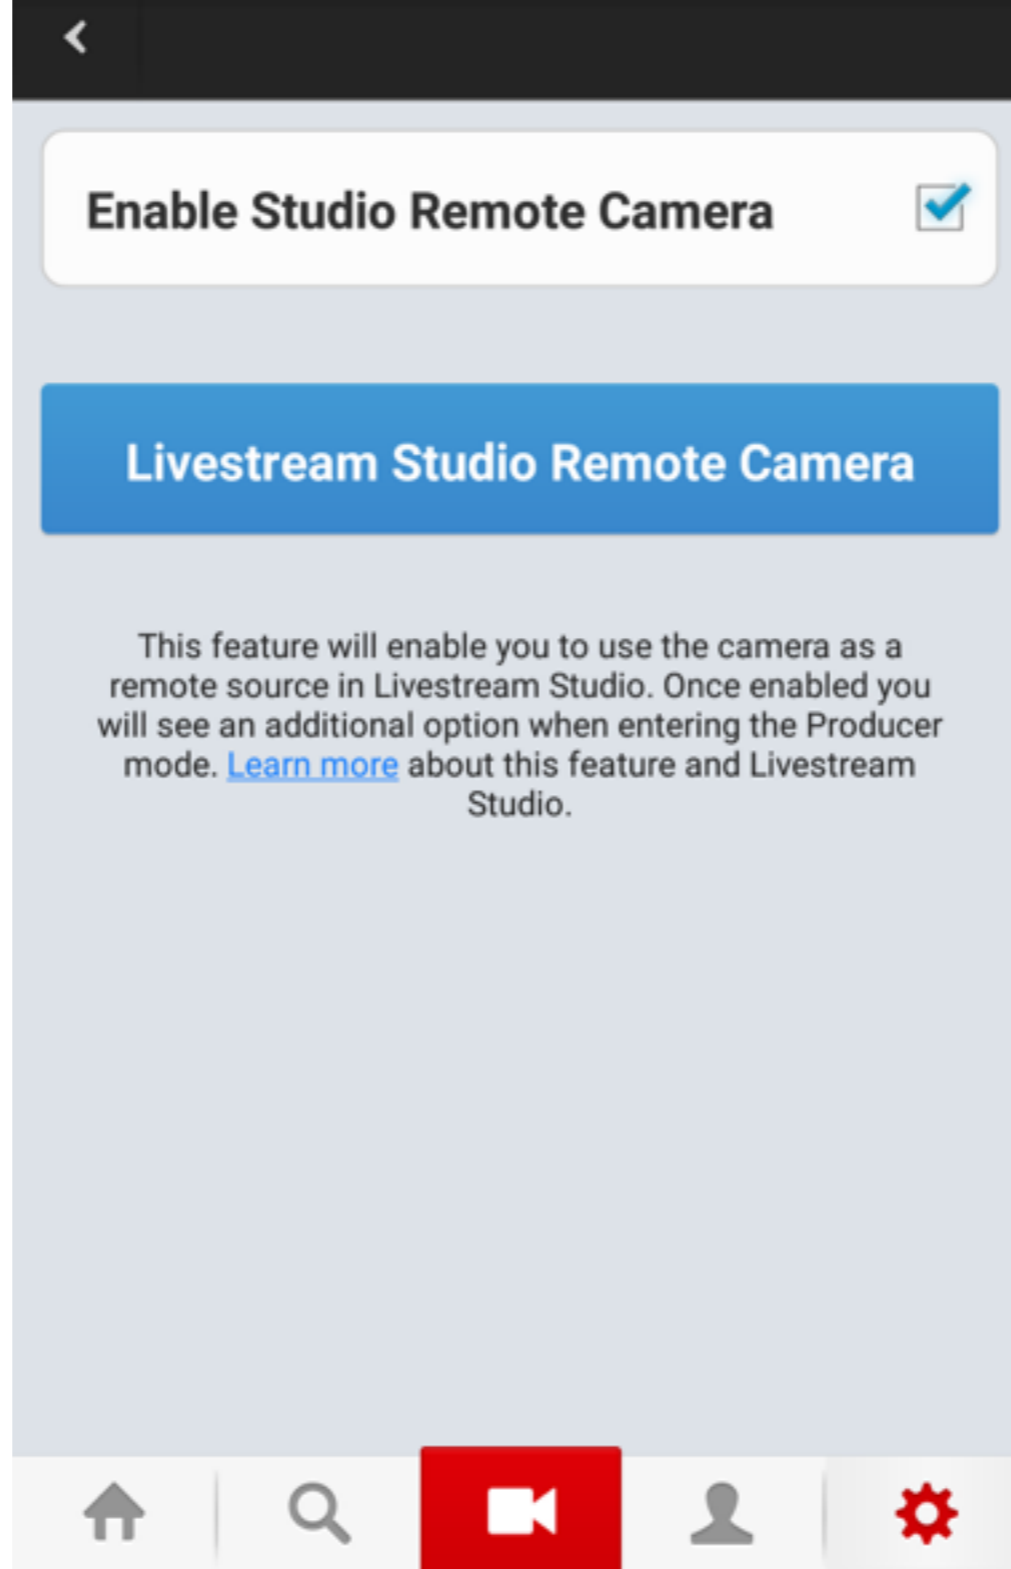 Enable Studio Remote Camera
Livestream Studio Remote Camera
This feature will enable you to use the camera as a
remote source in Livestream Studio. Once enabled you
will see an additional option when entering the Producer
mode. Learn more about this feature and Livestream
Studio.